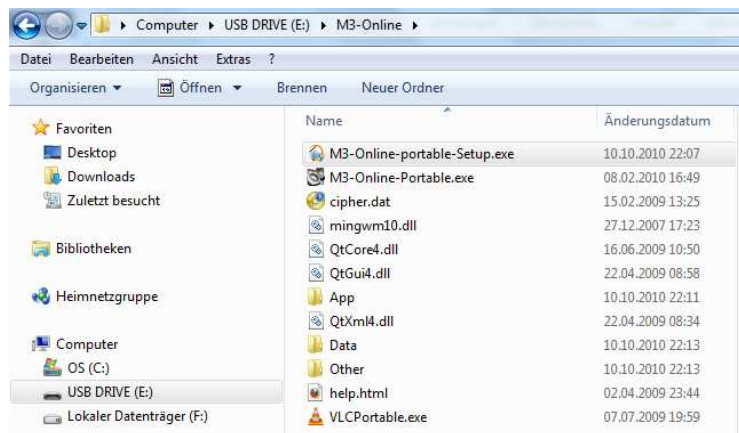 Computer ▸ USB DRIVE (E:) ▸ M3-Online ▸
Datei Bearbeiten Ansicht Extras ?
Organisieren Öffnen Brennen Neuer Ordner
Favoriten
Desktop
Downloads
Zuletzt besucht
Bibliotheken
Heimnetzgruppe
Computer
OS (C:)
USB DRIVE (E:)
Lokaler Datenträger (F:)
Name Änderungsdatum
M3-Online-portable-Setup.exe 10.10.2010 22:07
M3-Online-Portable.exe 08.02.2010 16:49
cipher.dat 15.02.2009 13:25
mingwm10.dll 27.12.2007 17:23
QtCore4.dll 16.06.2009 10:50
QtGui4.dll 22.04.2009 08:58
App 10.10.2010 22:11
QtXml4.dll 22.04.2009 08:34
Data 10.10.2010 22:13
Other 10.10.2010 22:13
help.html 02.04.2009 23:44
VLCPortable.exe 07.07.2009 19:59